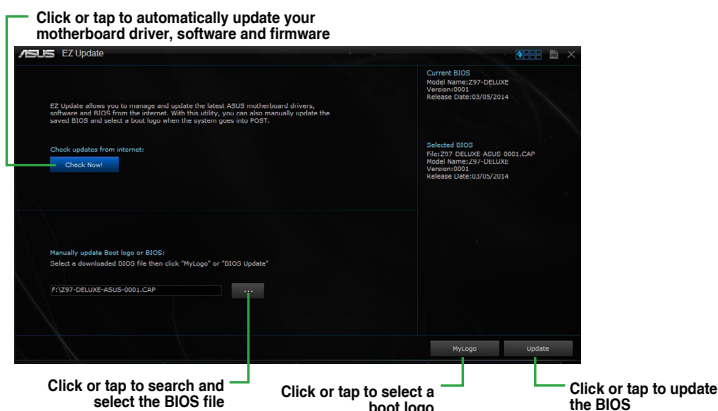 Click or tap to automatically update your
motherboard driver, software and firmware
ASUS EZ Update
Current BIOS
Model Name:Z97-DELUXE
Version:0001
Release Date:03/05/2014
EZ Update allows you to manage and update the latest ASUS motherboard drivers,
software and BIOS from the internet. With this utility, you can also manually update the
saved BIOS and select a boot logo when the system goes into POST.
Check updates from internet:
Check Now!
Selected BIOS
File:Z97 DELUXE ASUS 0001.CAP
Model Name:Z97-DELUXE
Version:0001
Release Date:03/05/2014
Manually update Boot logo or BIOS:
Select a downloaded BIOS file then click "MyLogo" or "BIOS Update"
F:\Z97-DELUXE-ASUS-0001.CAP
...
MyLogo
Update
Click or tap to search and
select the BIOS file
Click or tap to select a
boot logo
Click or tap to update
the BIOS